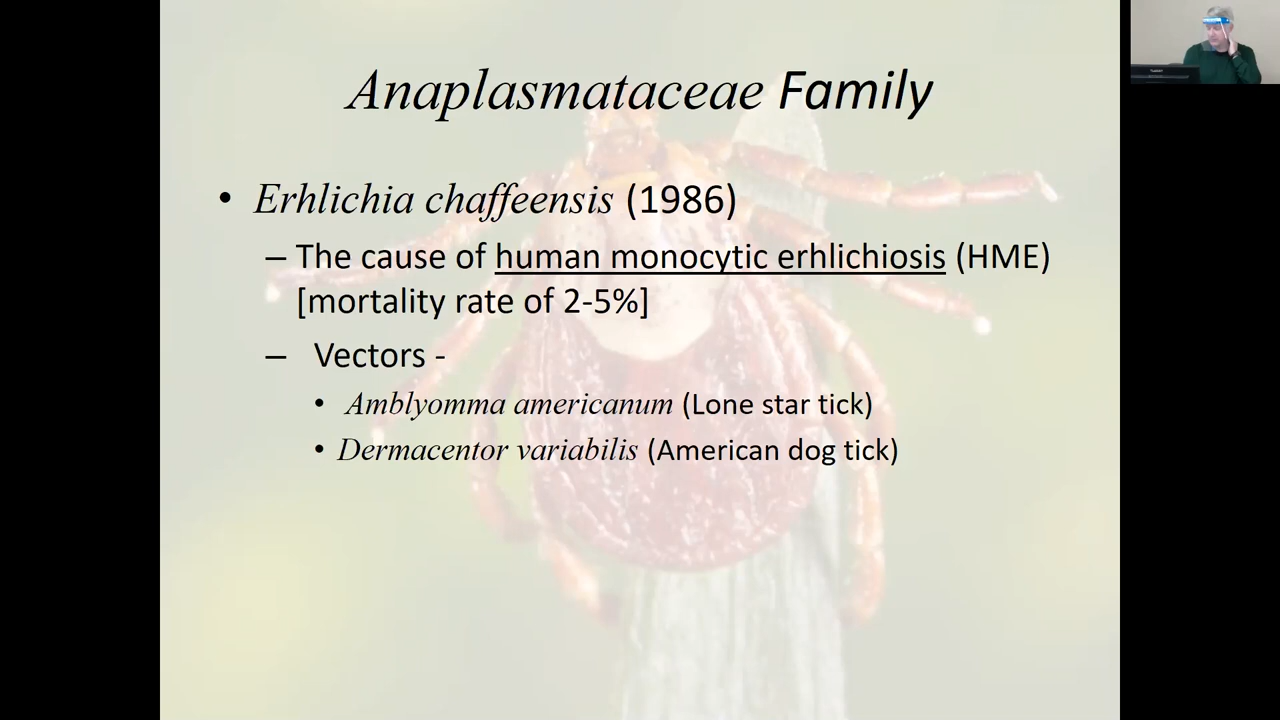 Anaplasmataceae Family
• Erhlichia chaffeensis (1986)
– The cause of human monocytic erhlichiosis (HME)
[mortality rate of 2-5%]
– Vectors -
• Amblyomma americanum (Lone star tick)
• Dermacentor variabilis (American dog tick)